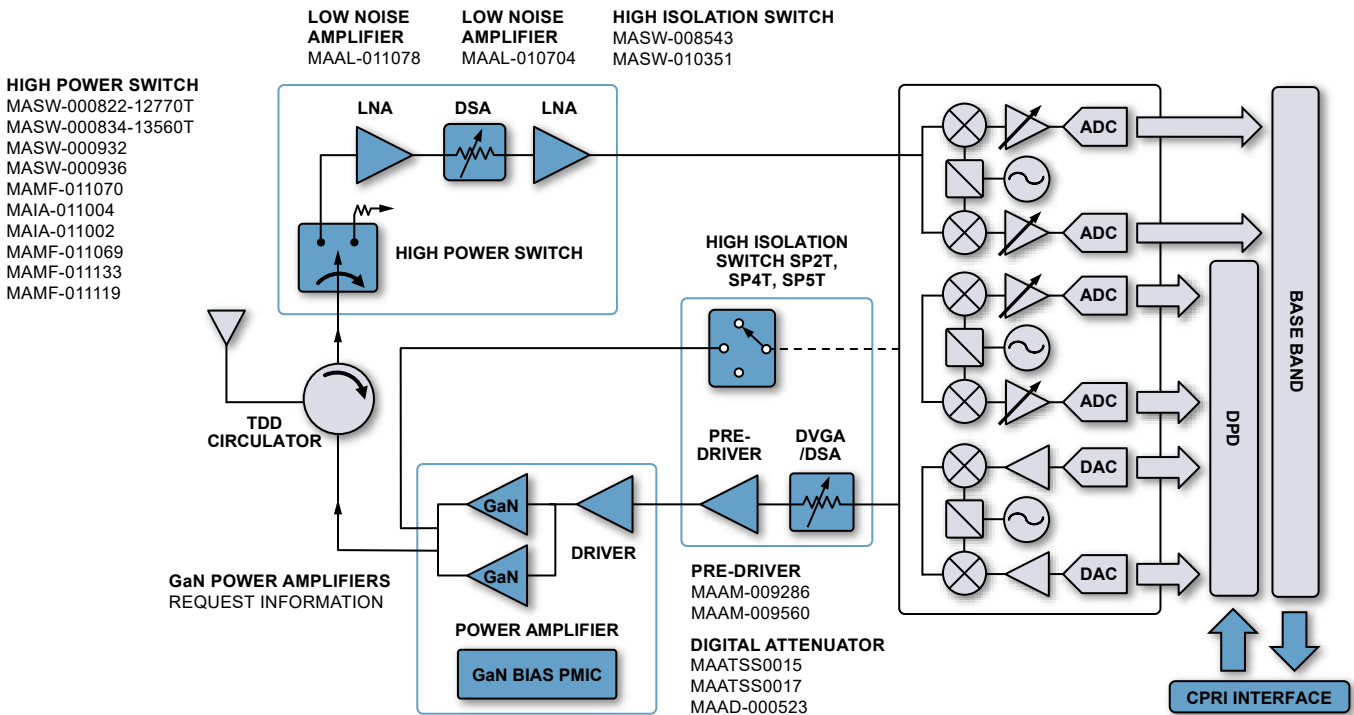 LOW NOISE
AMPLIFIER
MAAL-011078
LOW NOISE
AMPLIFIER
MAAL-010704
HIGH ISOLATION SWITCH
MASW-008543
MASW-010351
HIGH POWER SWITCH
MASW-000822-12770T
MASW-000834-13560T
MASW-000932
MASW-000936
MAMF-011070
MAIA-011004
MAIA-011002
MAMF-011069
MAMF-011133
MAMF-011119
LNA
DSA
LNA
HIGH POWER SWITCH
TDD
CIRCULATOR
HIGH ISOLATION
SWITCH SP2T,
SP4T, SP5T
PRE-
DRIVER
DVGA
/DSA
GaN
GaN
DRIVER
POWER AMPLIFIER
GaN BIAS PMIC
GaN POWER AMPLIFIERS
REQUEST INFORMATION
PRE-DRIVER
MAAM-009286
MAAM-009560
DIGITAL ATTENUATOR
MAATSS0015
MAATSS0017
MAAD-000523
ADC
ADC
ADC
ADC
DAC
DAC
DPD
BASE BAND
CPRI INTERFACE